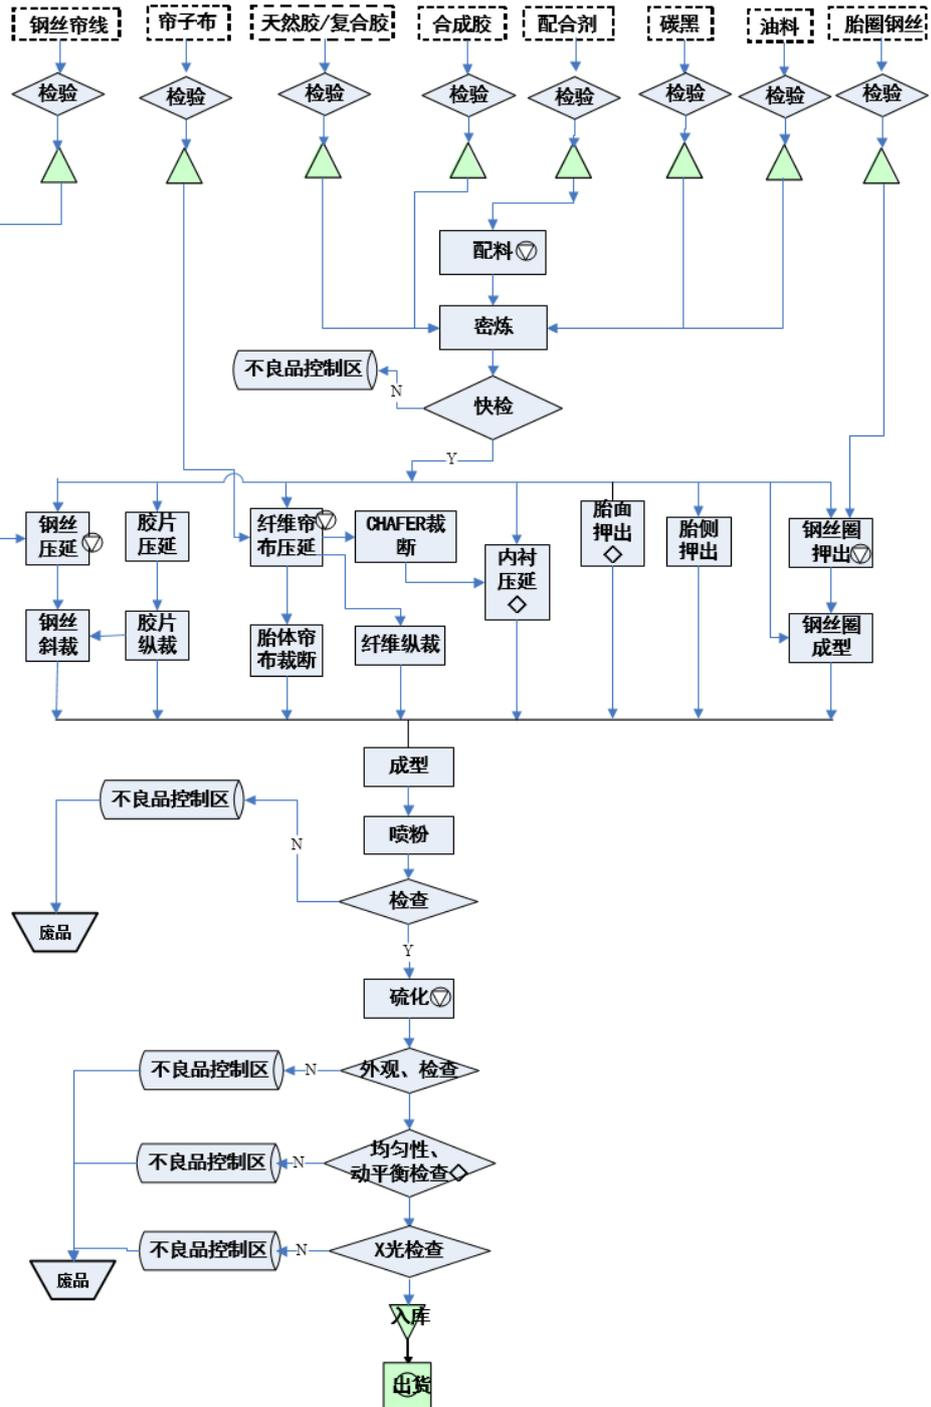 钢丝帘线
帘子布
天然胶/复合胶
合成胶
配合剂
碳黑
油料
胎圈钢丝
检验
检验
检验
检验
检验
检验
检验
检验
配料
密炼
不良品控制区
N
快检
Y
钢丝
压延
胶片
压延
纤维帘
布压延
CHAFER裁
断
内衬
压延
胎面
押出
胎侧
押出
钢丝圈
押出
钢丝
斜裁
胶片
纵裁
胎体帘
布裁断
纤维纵裁
钢丝圈
成型
成型
不良品控制区
喷粉
N
检查
废品
Y
硫化
不良品控制区
N
外观、检查
不良品控制区
N
均匀性、
动平衡检查
不良品控制区
N
X光检查
废品
入库
出货